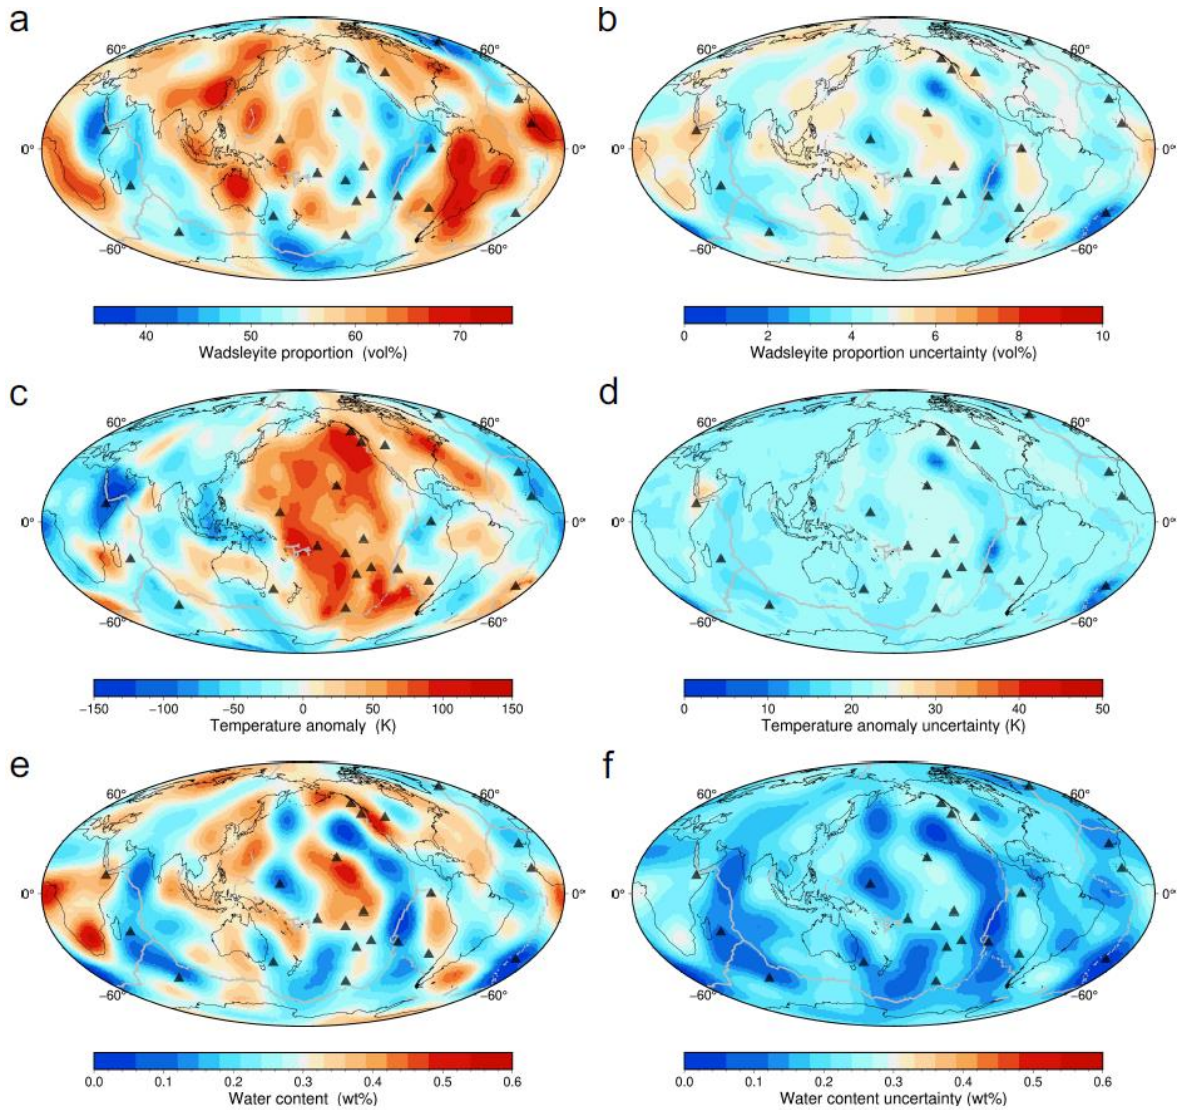 a
b
60°
60°
60°
60°
0°
0°
0°
0°
−60°
−60°
−60°
−60°
40 50 60 70
0 2 4 6 8 10
Wadsleyite proportion (vol%)
Wadsleyite proportion uncertainty (vol%)
c
d
60°
60°
60°
60°
0°
0°
0°
0°
−60°
−60°
−60°
−60°
−150 −100 −50 0 50 100 150
0 10 20 30 40 50
Temperature anomaly (K)
Temperature anomaly uncertainty (K)
e
f
60°
60°
60°
60°
0°
0°
0°
0°
−60°
−60°
−60°
−60°
0.0 0.1 0.2 0.3 0.4 0.5 0.6
0.0 0.1 0.2 0.3 0.4 0.5 0.6
Water content (wt%)
Water content uncertainty (wt%)